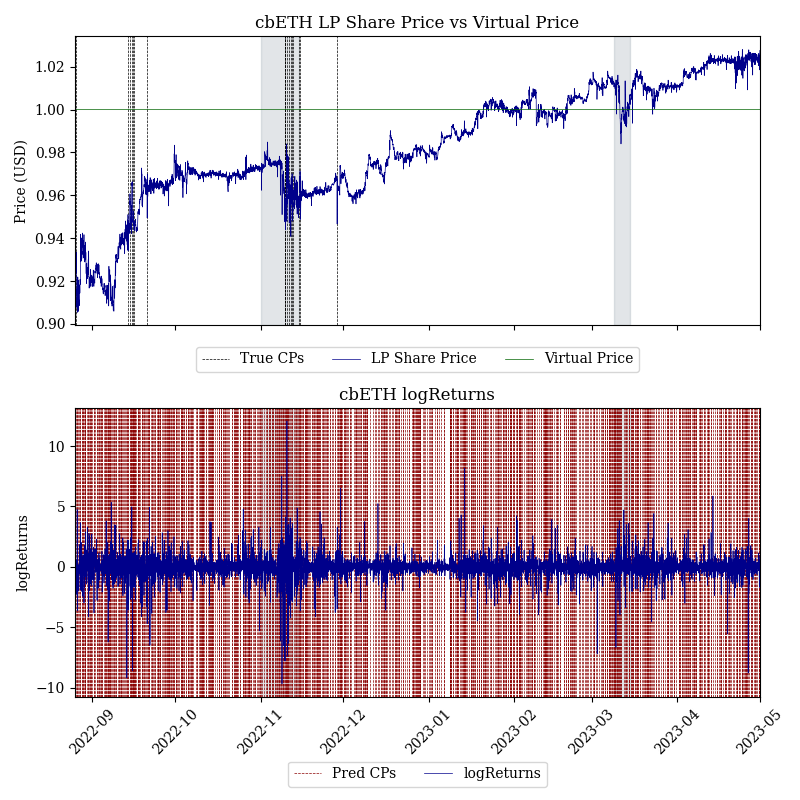 cbETH LP Share Price vs Virtual Price
Price (USD)
1.02
1.00
0.98
0.96
0.94
0.92
0.90
True CPs LP Share Price Virtual Price
cbETH logReturns
logReturns
10
5
0
−5
−10
2022-09 2022-10 2022-11 2022-12 2023-01 2023-02 2023-03 2023-04 2023-05
Pred CPs logReturns